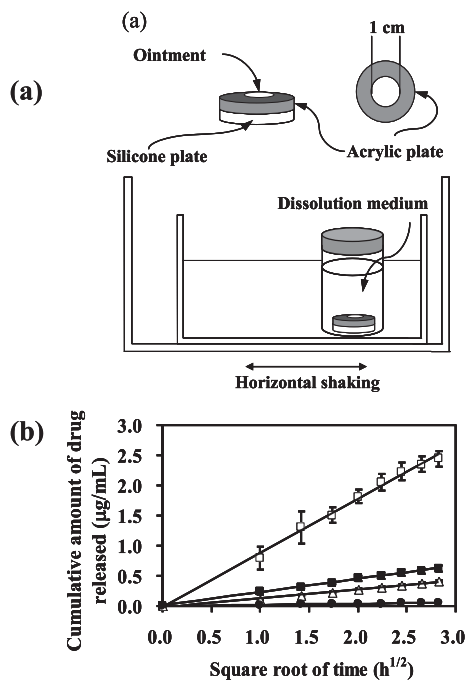 (a)
1 cm
Ointment
(a)
Silicone plate
Acrylic plate
Dissolution medium
Horizontal shaking
(b)
Cumulative amount of drug
released (μg/mL)
3.0
2.5
2.0
1.5
1.0
0.5
0.0
0.0 0.5 1.0 1.5 2.0 2.5 3.0
Square root of time (h1/2)